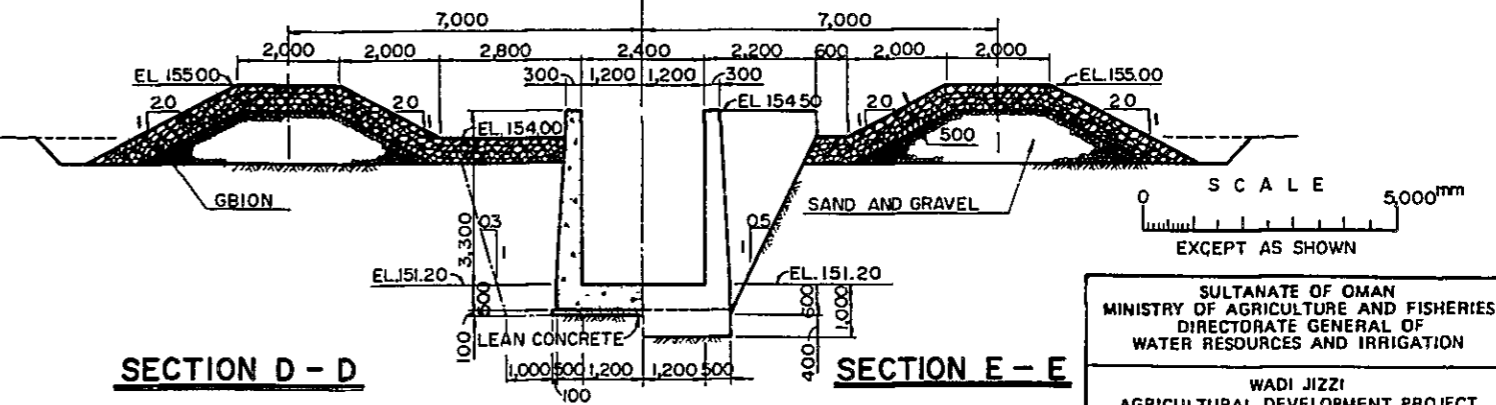 7,000 7,000
2,000 2,000 2,800 2,400 2,200 600 2,000 2,000
EL 155.00 300 1,200 1,200 300 EL.155.00
EL 154.50
1 2.0 2.0 1 1 2.0 2.0 1
EL. 154.00
500
GBION
SAND AND GRAVEL
SCALE
0 5,000mm
EXCEPT AS SHOWN
3,300
0.3 1
1 0.5
EL.151.20 EL.151.20
600 600 1,000
100 400
LEAN CONCRETE
1,000 500 1,200 1,200 500
100
SECTION D - D
SECTION E - E
SULTANATE OF OMAN
MINISTRY OF AGRICULTURE AND FISHERIES
DIRECTORATE GENERAL OF
WATER RESOURCES AND IRRIGATION
WADI JIZZI
AGRICULTURAL DEVELOPMENT PROJECT